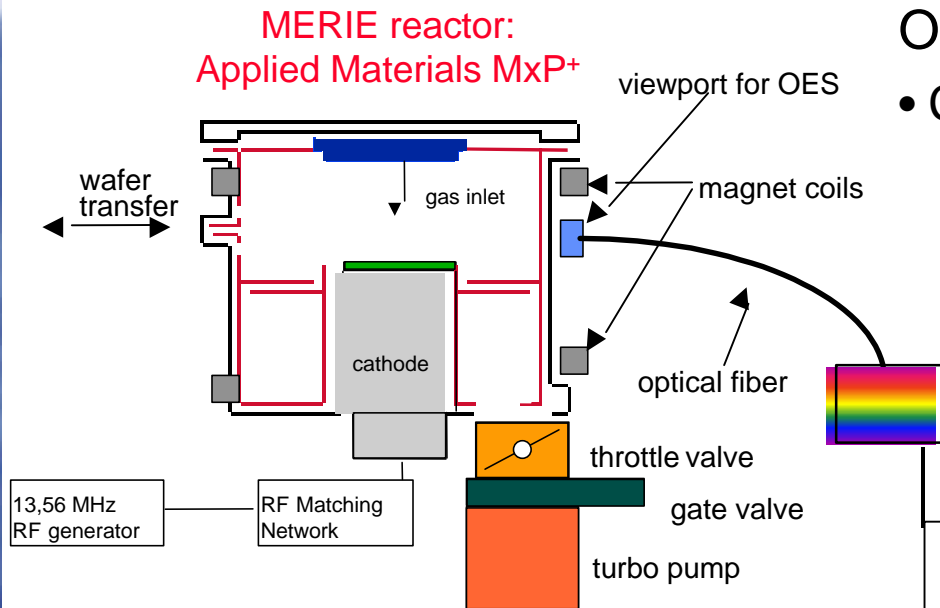 MERIE reactor:
Applied Materials MxP+
O
• 
viewport for OES
wafer
transfer
gas inlet
magnet coils
cathode
optical fiber
throttle valve
13,56 MHz
RF generator
RF Matching
Network
gate valve
turbo pump